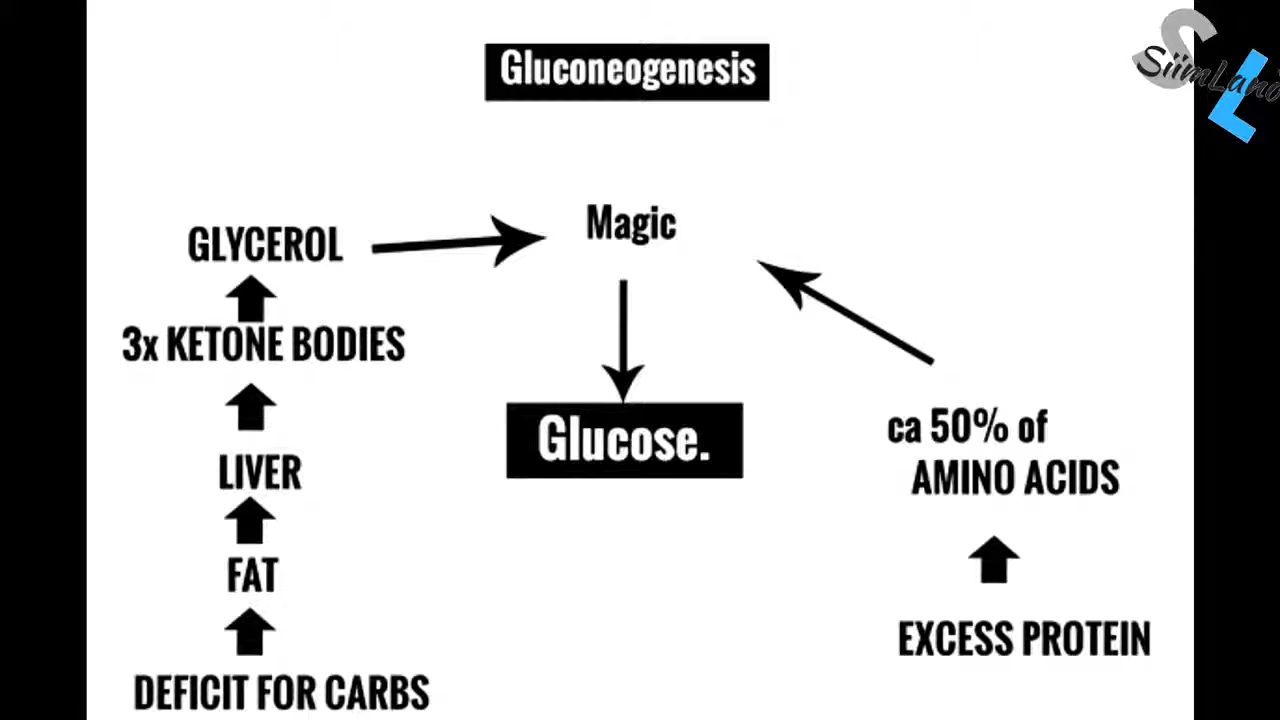 Gluconeogenesis
SiimLand
Magic
GLYCEROL
3x KETONE BODIES
LIVER
FAT
DEFICIT FOR CARBS
Glucose.
ca 50% of
AMINO ACIDS
EXCESS PROTEIN